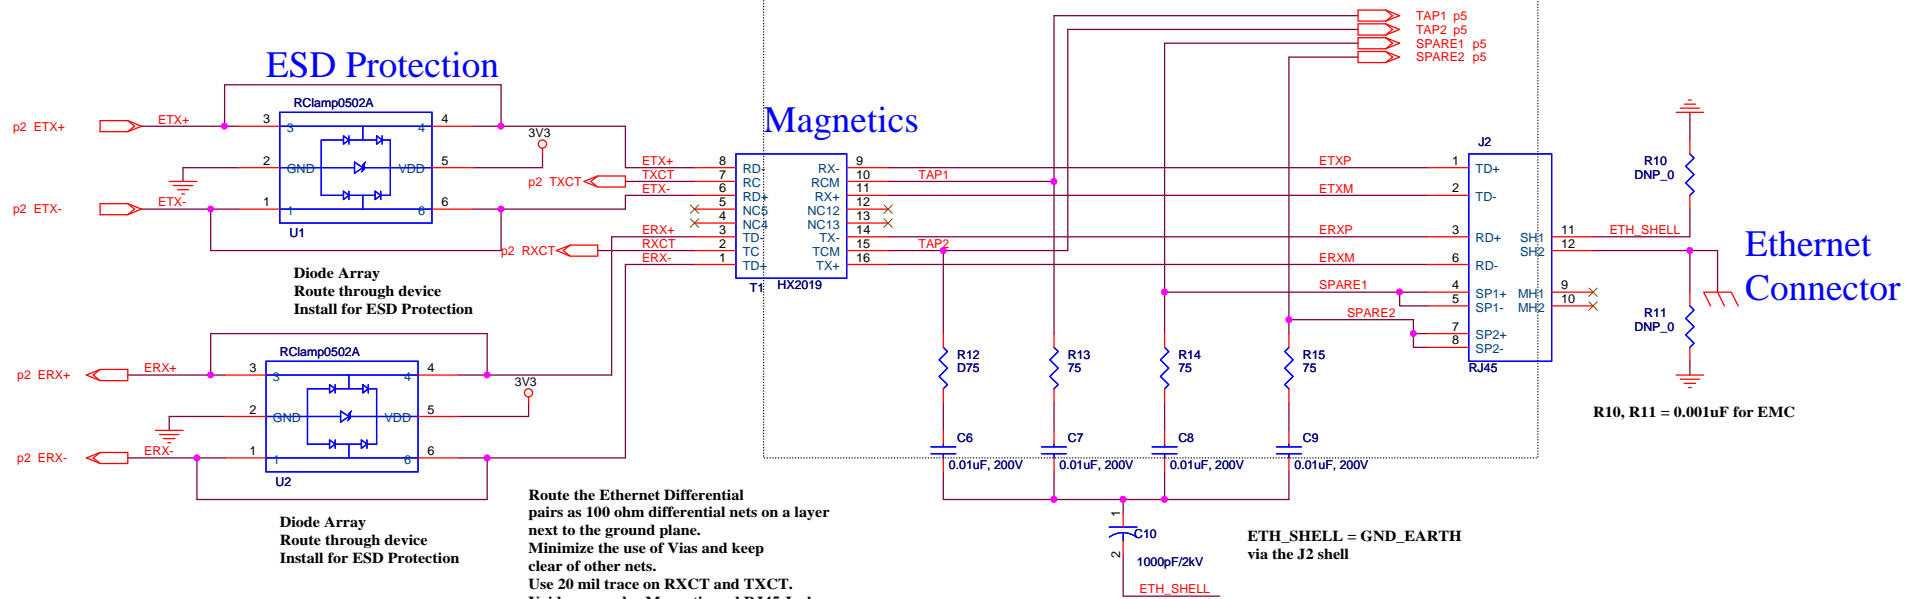 TAP1 p5
TAP2 p5
SPARE1 p5
SPARE2 p5
ESD Protection
Magnetics
Ethernet
Connector
RClamp0502A
p2 ETX+
ETX+
3
3
4
4
2
GND
VDD
5
3V3
p2 ETX-
ETX-
1
1
6
6
U1
Diode Array
Route through device
Install for ESD Protection
RClamp0502A
p2 ERX+
ERX+
3
3
4
4
2
GND
VDD
5
3V3
p2 ERX-
ERX-
1
1
6
6
U2
Diode Array
Route through device
Install for ESD Protection
p2 TXCT
p2 RXCT
ETX+
8
RD-
RX-
9
TXCT
7
RC
RCM
10
TAP1
ETX-
6
RD+
RX+
11
5
NC5
NC12
12
4
NC4
NC13
13
ERX+
3
TD-
TX-
14
RXCT
2
TC
TCM
15
TAP2
ERX-
1
TD+
TX+
16
T1
HX2019
ETXP
ETXM
ERXP
ERXM
SPARE1
SPARE2
J2
1
TD+
2
TD-
3
RD+
6
RD-
4
SP1+
5
SP1-
7
SP2+
8
SP2-
SH1
11
SH2
12
MH1
9
MH2
10
RJ45
ETH_SHELL
R10
DNP_0
R11
DNP_0
R10, R11 = 0.001uF for EMC
R12
D75
R13
75
R14
75
R15
75
C6
0.01uF, 200V
C7
0.01uF, 200V
C8
0.01uF, 200V
C9
0.01uF, 200V
1
C10
2
1000pF/2kV
ETH_SHELL
ETH_SHELL = GND_EARTH
via the J2 shell
Route the Ethernet Differential
pairs as 100 ohm differential nets on a layer
next to the ground plane.
Minimize the use of Vias and keep
clear of other nets.
Use 20 mil trace on RXCT and TXCT.